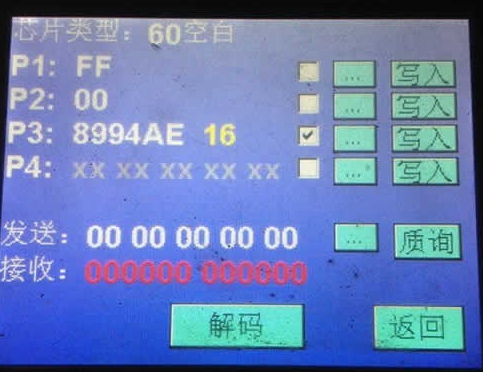 芯片类型：60空白
P1: FF ... 写入
P2: 00 ... 写入
P3: 8994AE 16 ... 写入
P4: XX XX XX XX XX XX ... 写入
发送：00 00 00 00 00 ... 质询
接收：000000 000000
解码 返回